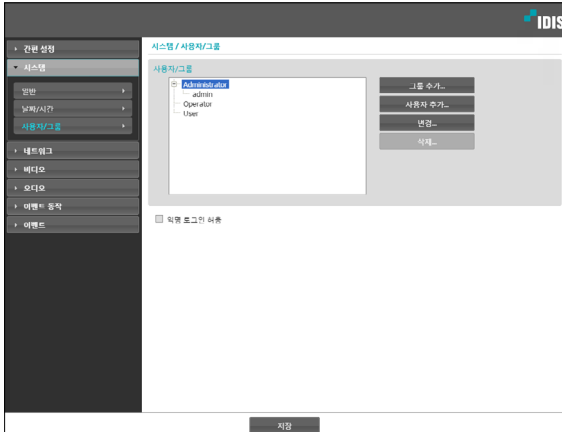 IDIS
간편 설정
시스템
일반
날짜/시간
사용자/그룹
네트워크
비디오
오디오
이벤트 동작
이벤트
시스템 / 사용자/그룹
사용자/그룹
Administrator
admin
Operator
User
그룹 추가...
사용자 추가...
변경...
삭제...
익명 로그인 허용
저장